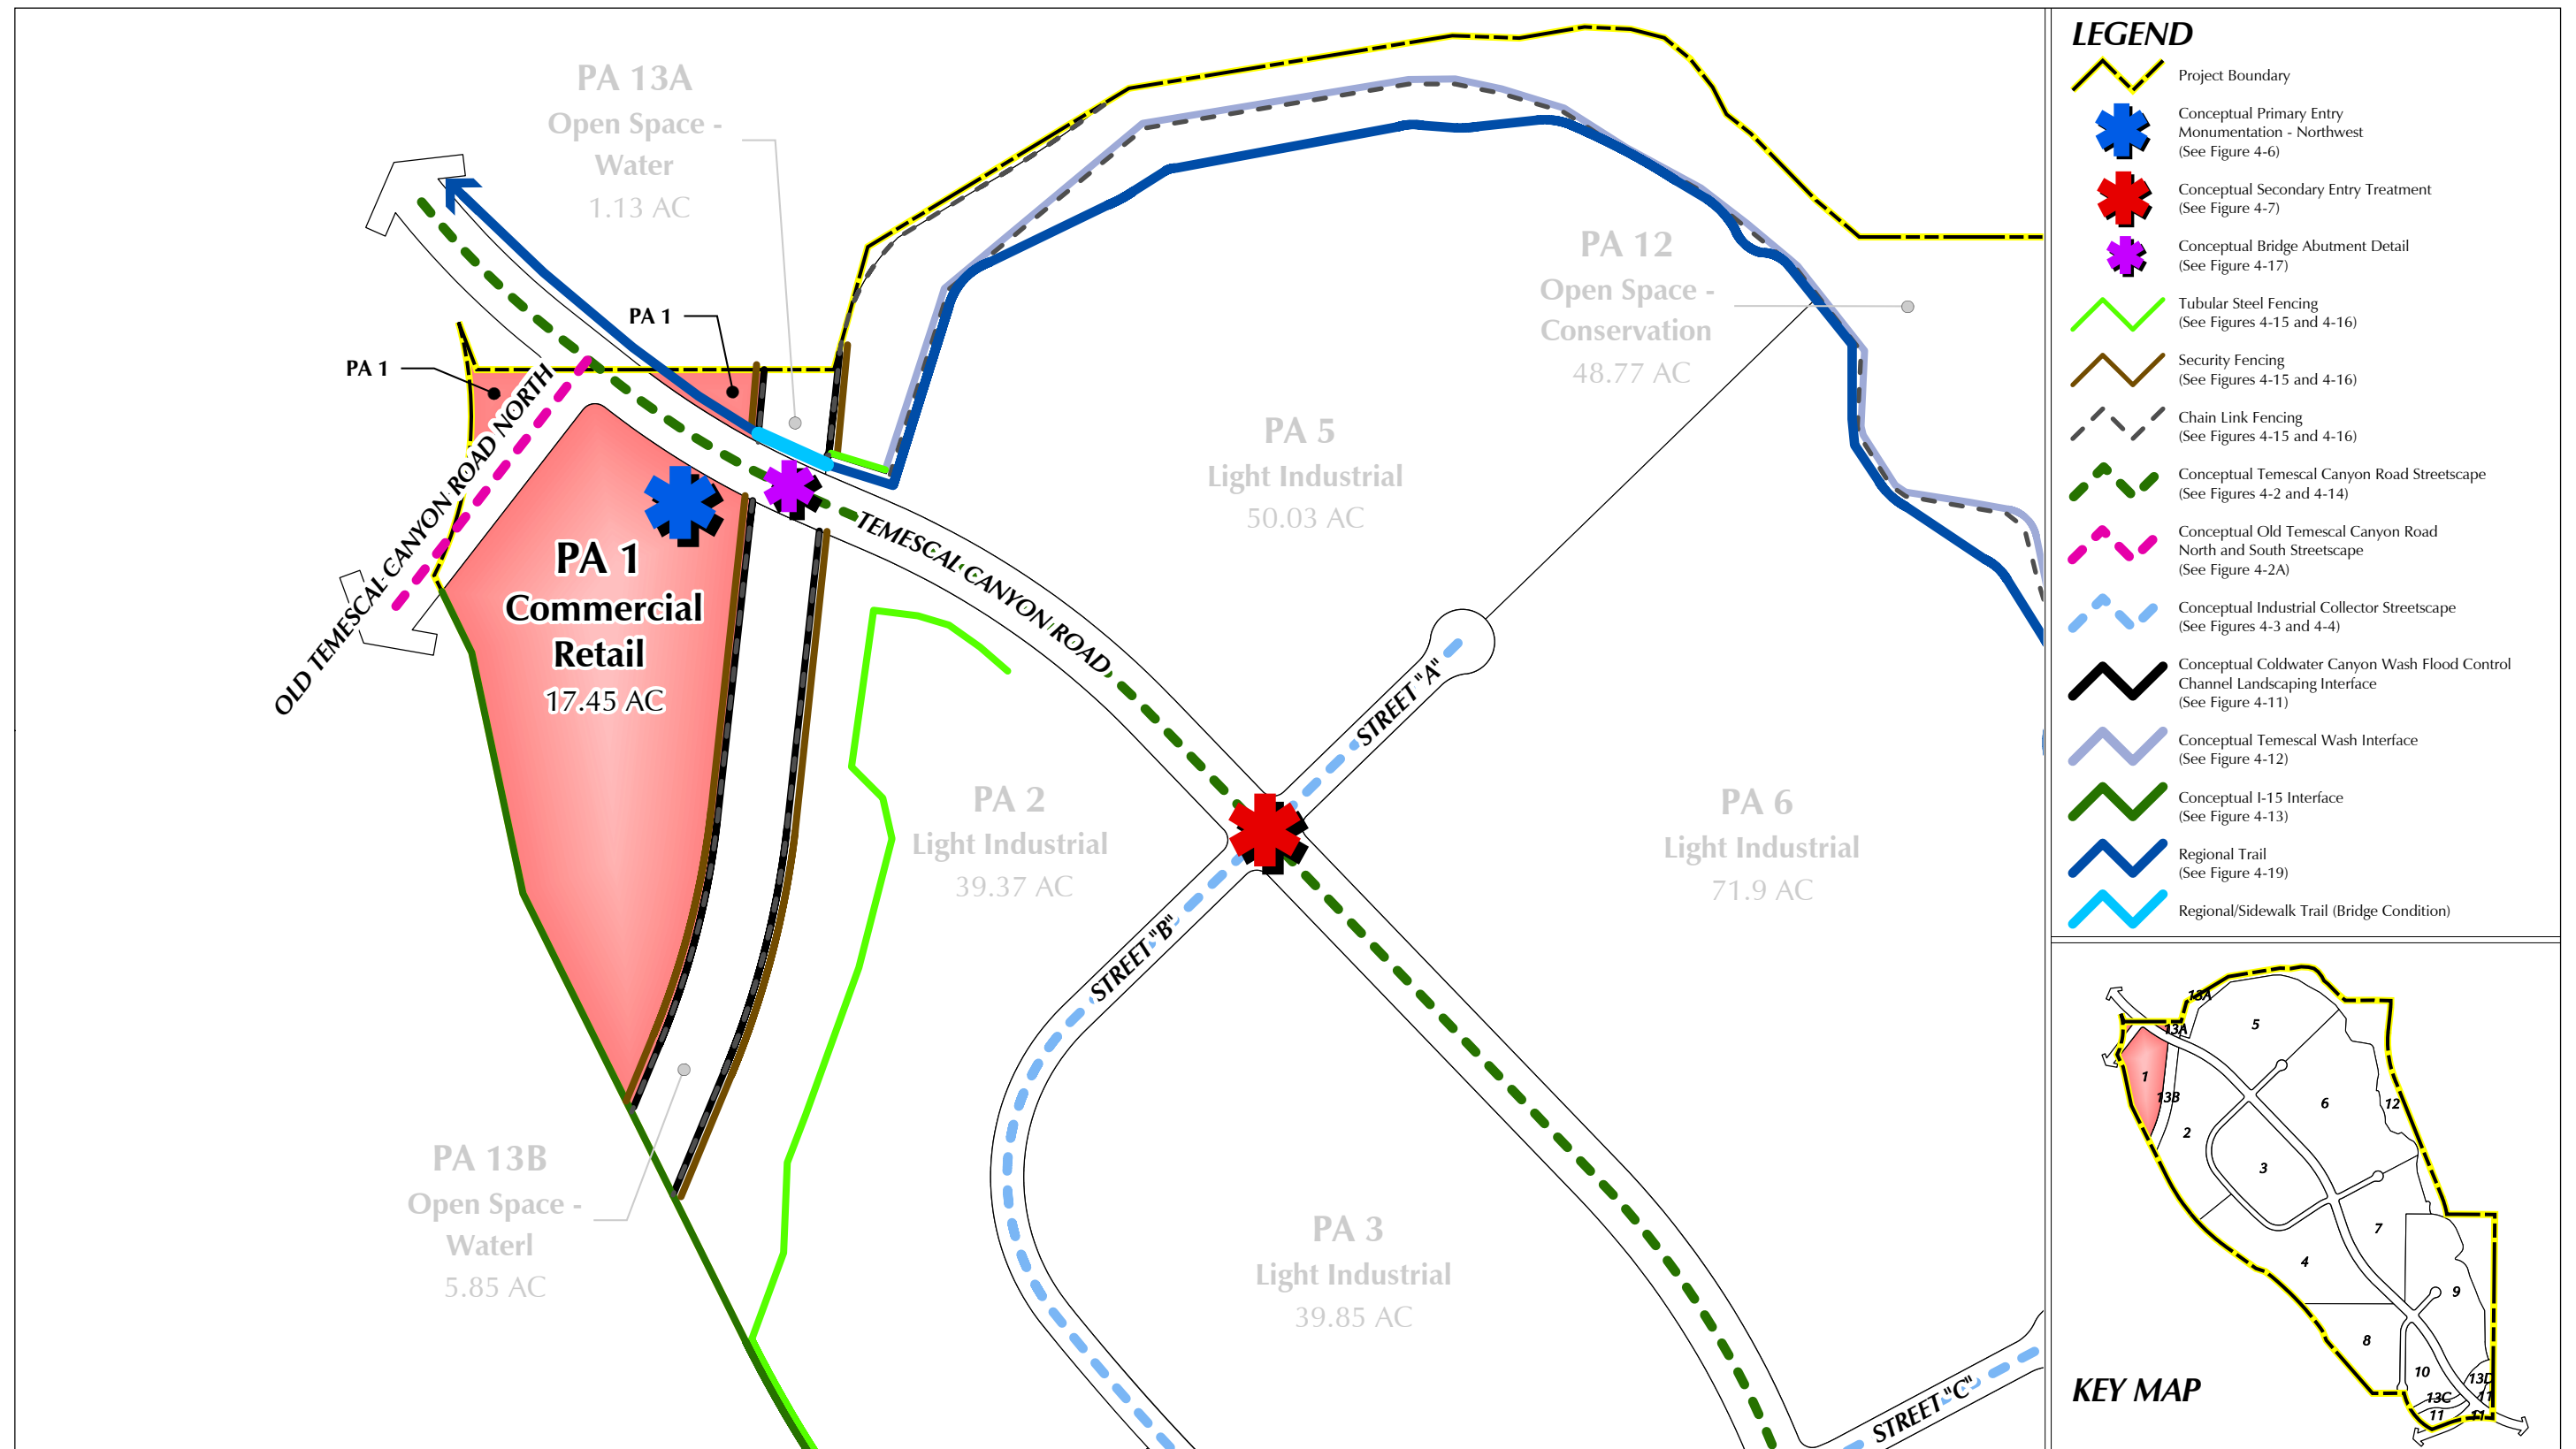 PA 13A
Open Space -
Water
1.13 AC
PA 1
PA 1
OLD TEMESCAL CANYON ROAD NORTH
PA 1
Commercial
Retail
17.45 AC
TEMESCAL CANYON ROAD
PA 12
Open Space -
Conservation
48.77 AC
PA 5
Light Industrial
50.03 AC
STREET "A"
PA 2
Light Industrial
39.37 AC
PA 6
Light Industrial
71.9 AC
STREET "B"
PA 13B
Open Space -
Waterl
5.85 AC
PA 3
Light Industrial
39.85 AC
STREET "C"
LEGEND
Project Boundary
Conceptual Primary Entry
Monumentation - Northwest
(See Figure 4-6)
Conceptual Secondary Entry Treatment
(See Figure 4-7)
Conceptual Bridge Abutment Detail
(See Figure 4-17)
Tubular Steel Fencing
(See Figures 4-15 and 4-16)
Security Fencing
(See Figures 4-15 and 4-16)
Chain Link Fencing
(See Figures 4-15 and 4-16)
Conceptual Temescal Canyon Road Streetscape
(See Figures 4-2 and 4-14)
Conceptual Old Temescal Canyon Road
North and South Streetscape
(See Figure 4-2A)
Conceptual Industrial Collector Streetscape
(See Figures 4-3 and 4-4)
Conceptual Coldwater Canyon Wash Flood Control
Channel Landscaping Interface
(See Figure 4-11)
Conceptual Temescal Wash Interface
(See Figure 4-12)
Conceptual I-15 Interface
(See Figure 4-13)
Regional Trail
(See Figure 4-19)
Regional/Sidewalk Trail (Bridge Condition)
13A
13A
5
1
13B
6
12
2
3
7
4
9
8
10
13D
13C
11
11
11
KEY MAP